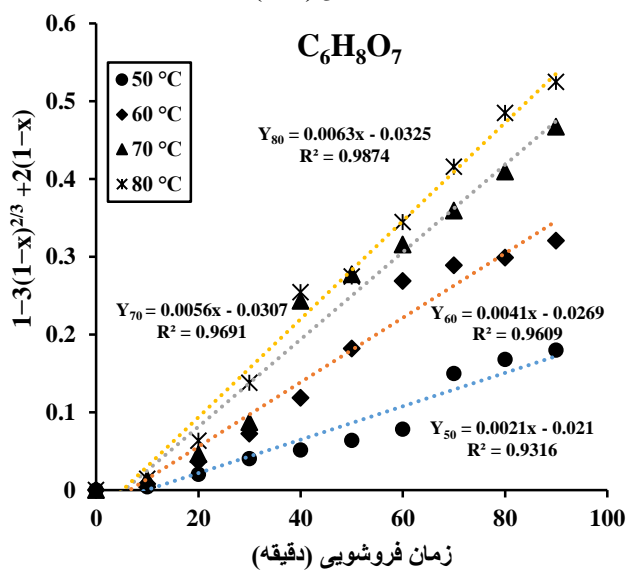 C₆H₈O₇
50 °C
60 °C
70 °C
80 °C
Y₈₀ = 0.0063x - 0.0325
R² = 0.9874
Y₇₀ = 0.0056x - 0.0307
R² = 0.9691
Y₆₀ = 0.0041x - 0.0269
R² = 0.9609
Y₅₀ = 0.0021x - 0.021
R² = 0.9316
1−3(1−x)²ᐟ³ +2(1−x)
0.6
0.5
0.4
0.3
0.2
0.1
0
0 20 40 60 80 100
زمان فروشویی (دقیقه)